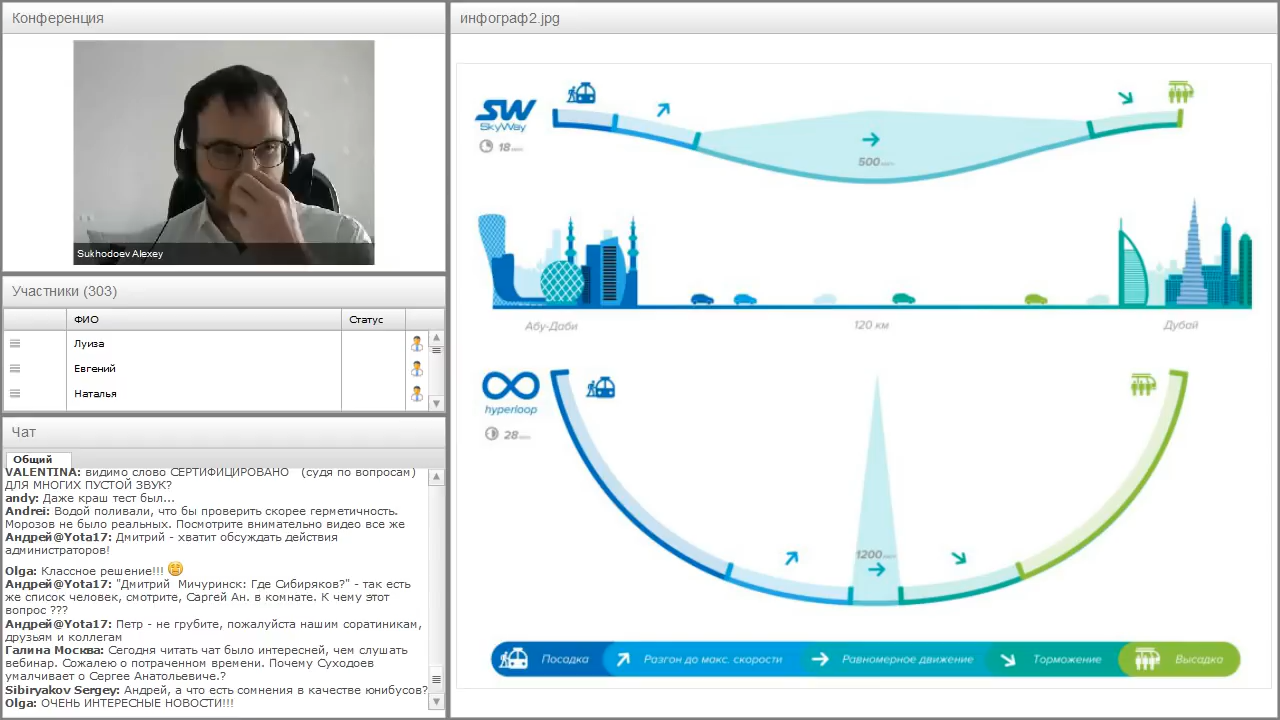 Конференция
Sukhodoev Alexey
Участники (303)
ФИО
Статус
Луиза
Евгений
Наталья
Чат
Общий
VALENTINA: видимо слово СЕРТИФИЦИРОВАНО (судя по вопросам)
ДЛЯ МНОГИХ ПУСТОЙ ЗВУК?
andy: Даже краш тест был...
Andrei: Водой поливали, что бы проверить скорее герметичность.
Морозов не было реальных. Посмотрите внимательно видео все же
Андрей@Yota17: Дмитрий - хватит обсуждать действия
администраторов!
Olga: Классное решение!!!
Андрей@Yota17: "Дмитрий Мичуринск: Где Сибиряков?" - так есть
же список человек, смотрите, Саргей Ан. в комнате. К чему этот
вопрос ???
Андрей@Yota17: Петр - не грубите, пожалуйста нашим соратиникам,
друзьям и коллегам
Галина Москва: Сегодня читать чат было интересней, чем слушать
вебинар. Сожалею о потраченном времени. Почему Суходоев
умалчивает о Сергее Анатольевиче.?
Sibiryakov Sergey: Андрей, а что есть сомнения в качестве юнибусов?
Olga: ОЧЕНЬ ИНТЕРЕСНЫЕ НОВОСТИ!!!
инфограф2.jpg
SW
SkyWay
18 мин
500 км/ч
Абу-Даби
120 км
Дубай
hyperloop
28 мин
1200 км/ч
Посадка
Разгон до макс. скорости
Равномерное движение
Торможение
Высадка